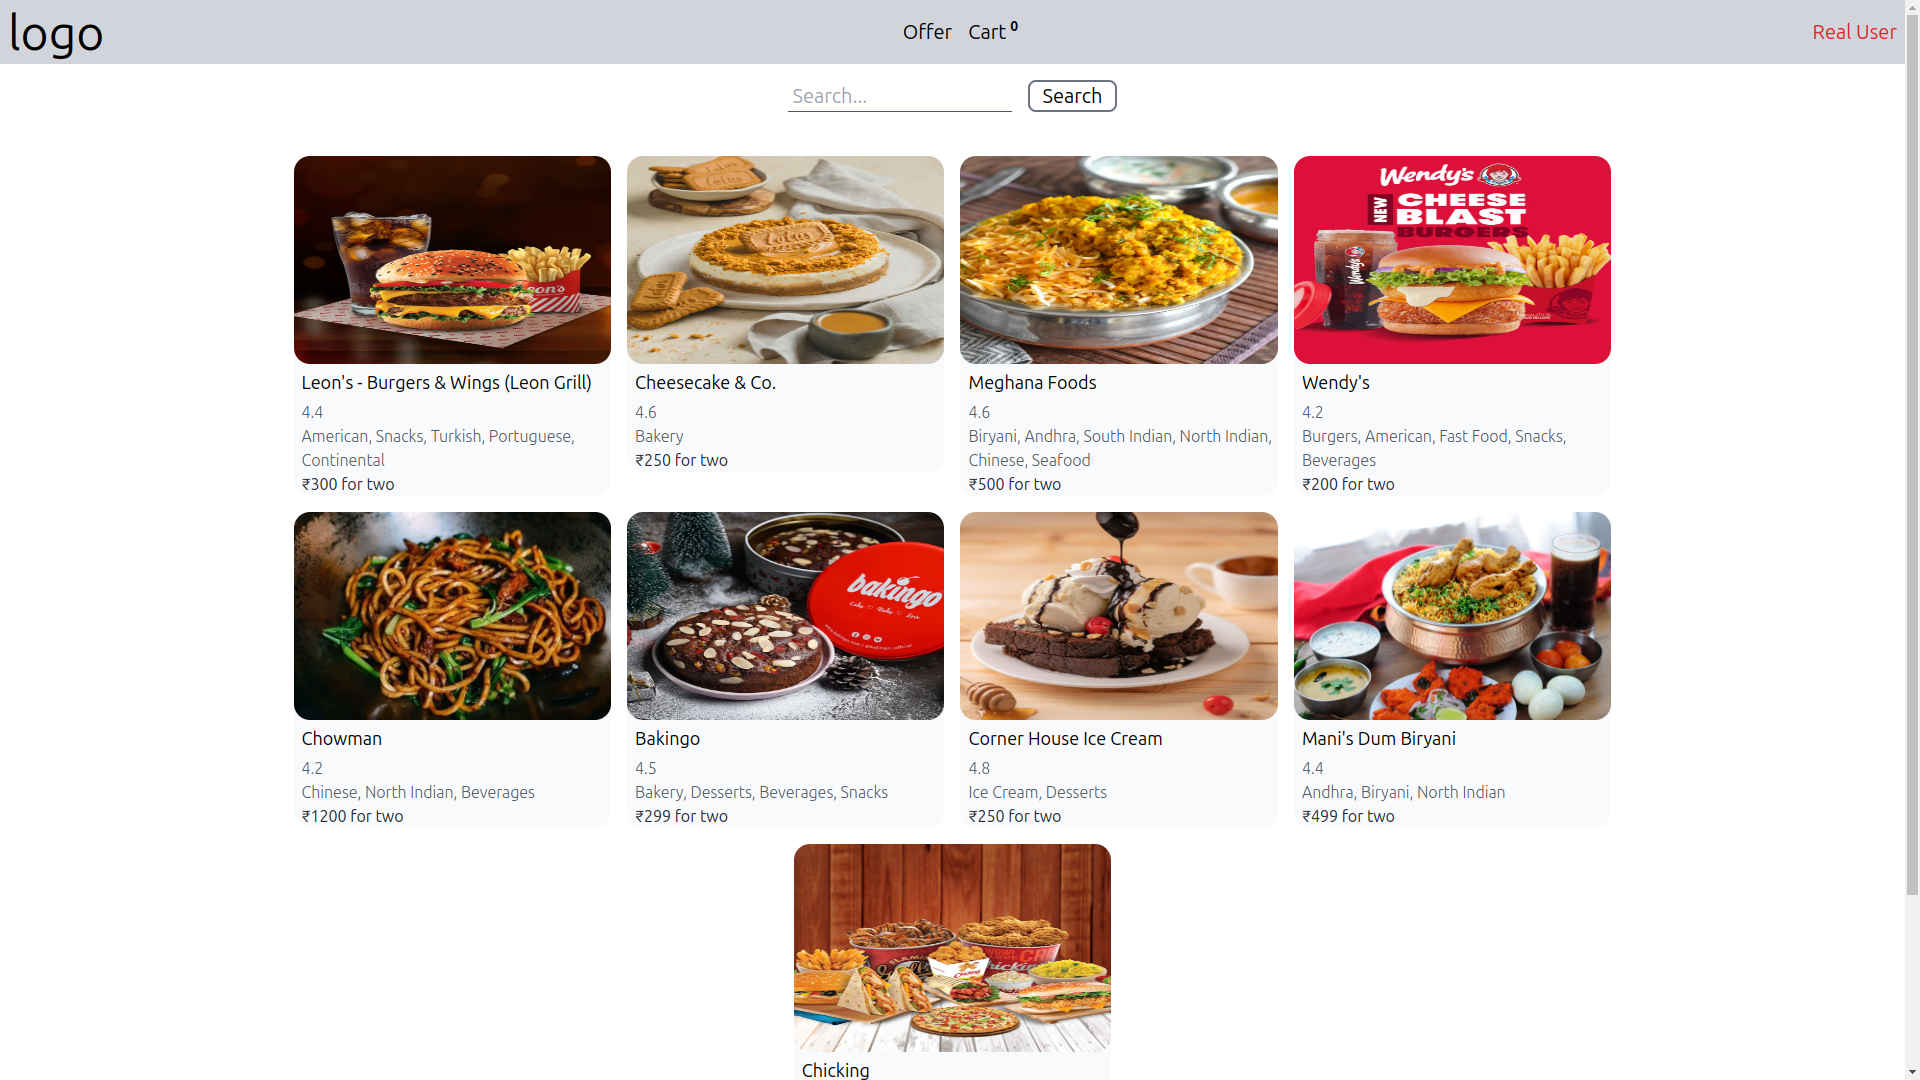 logo
Offer Cart 0
Real User
Search...
Search
lotus
lotus
Wendy's
NEW CHEESE
BLAST
BURGERS
Leon's - Burgers & Wings (Leon Grill)
4.4
American, Snacks, Turkish, Portuguese,
Continental
₹300 for two
Cheesecake & Co.
4.6
Bakery
₹250 for two
Meghana Foods
4.6
Biryani, Andhra, South Indian, North Indian,
Chinese, Seafood
₹500 for two
Wendy's
4.2
Burgers, American, Fast Food, Snacks,
Beverages
₹200 for two
bakingo
Cake Bake Love
Chowman
4.2
Chinese, North Indian, Beverages
₹1200 for two
Bakingo
4.5
Bakery, Desserts, Beverages, Snacks
₹299 for two
Corner House Ice Cream
4.8
Ice Cream, Desserts
₹250 for two
Mani's Dum Biryani
4.4
Andhra, Biryani, North Indian
₹499 for two
Chicking